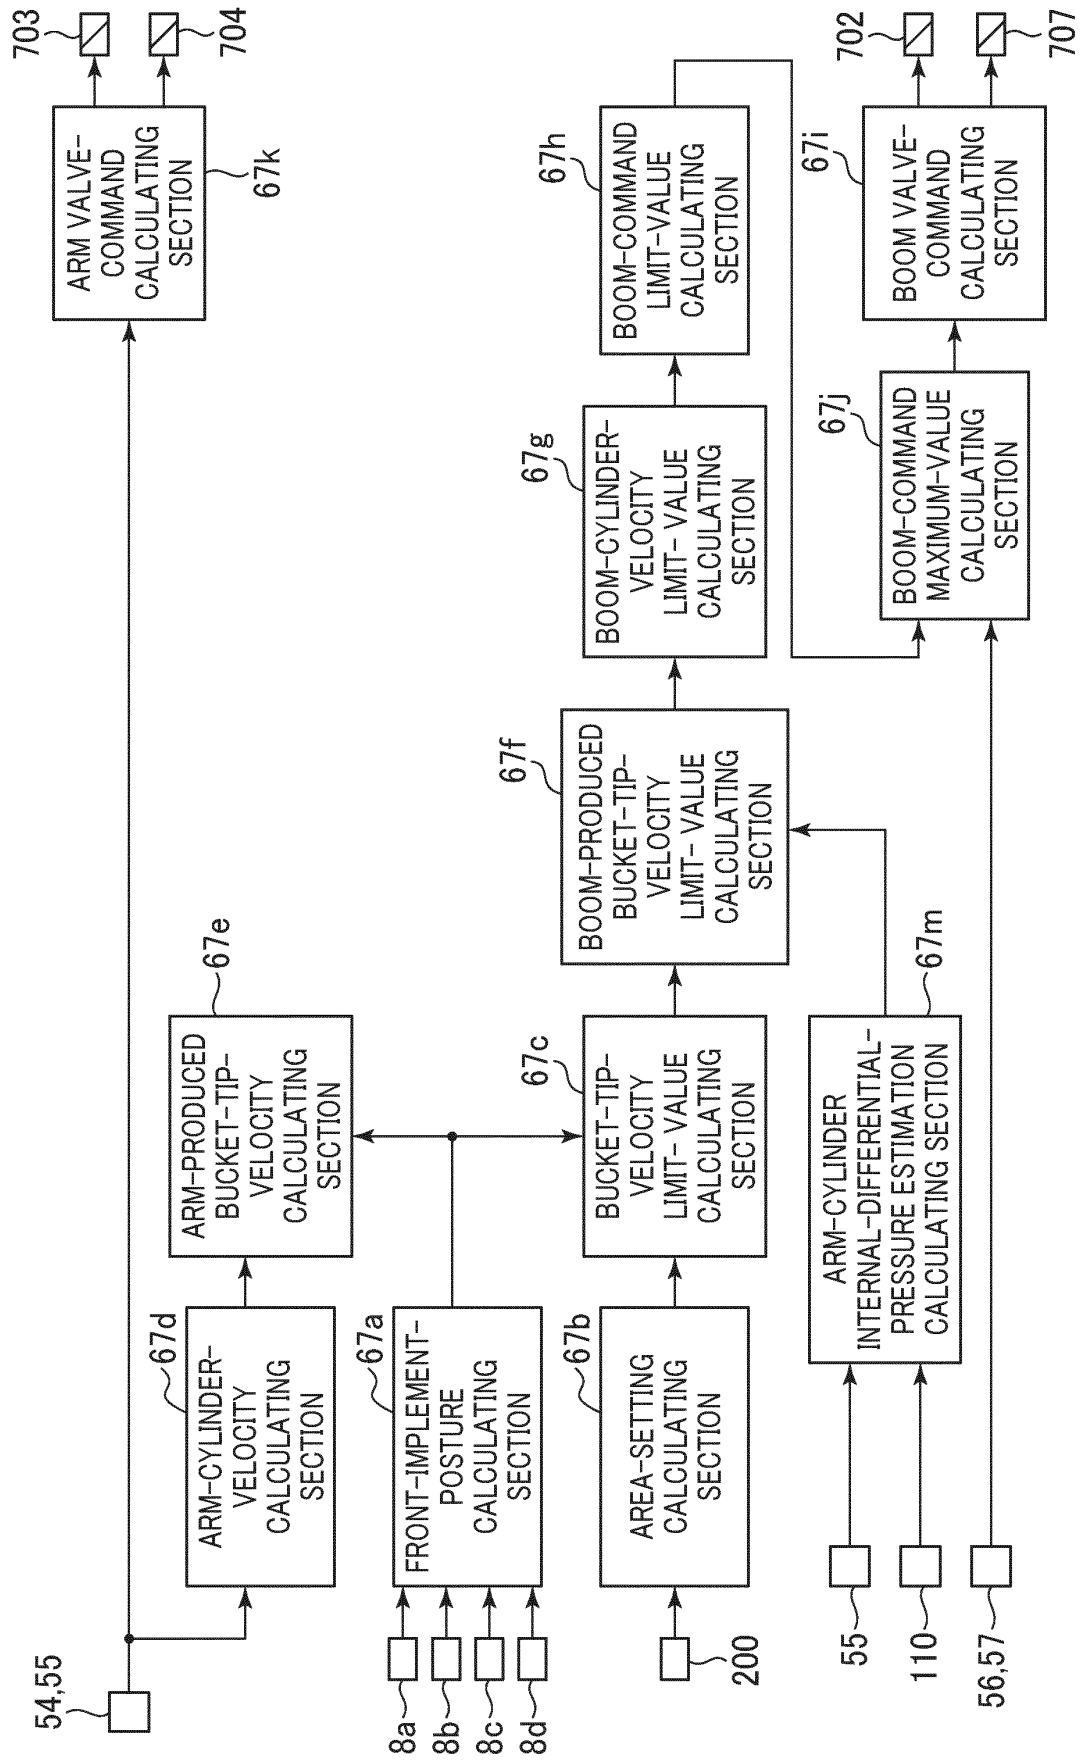 54,55
8a
8b
8c
8d
200
55
110
56,57
67d
ARM-CYLINDER-
VELOCITY
CALCULATING
SECTION
67a
FRONT-IMPLEMENT-
POSTURE
CALCULATING
SECTION
67b
AREA-SETTING
CALCULATING
SECTION
67e
ARM-PRODUCED
BUCKET-TIP-
VELOCITY
CALCULATING
SECTION
67c
BUCKET-TIP-
VELOCITY
LIMIT-VALUE
CALCULATING
SECTION
67m
ARM-CYLINDER
INTERNAL-DIFFERENTIAL-
PRESSURE ESTIMATION
CALCULATING SECTION
67f
BOOM-PRODUCED
BUCKET-TIP-
VELOCITY
LIMIT- VALUE
CALCULATING
SECTION
67g
BOOM-CYLINDER-
VELOCITY
LIMIT- VALUE
CALCULATING
SECTION
67h
BOOM-COMMAND
LIMIT-VALUE
CALCULATING
SECTION
67j
BOOM-COMMAND
MAXIMUM-VALUE
CALCULATING
SECTION
67i
BOOM VALVE-
COMMAND
CALCULATING
SECTION
67k
ARM VALVE-
COMMAND
CALCULATING
SECTION
703
704
702
707